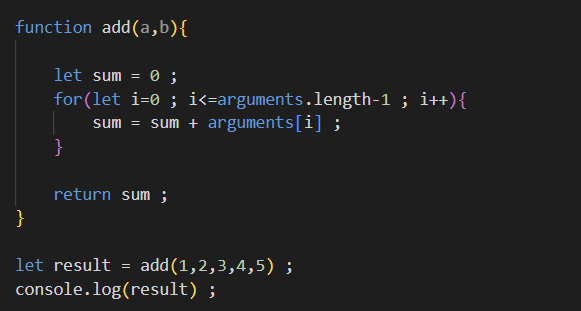 function add(a,b){
let sum = 0 ;
for(let i=0 ; i<=arguments.length-1 ; i++){
sum = sum + arguments[i] ;
}
return sum ;
}
let result = add(1,2,3,4,5) ;
console.log(result) ;